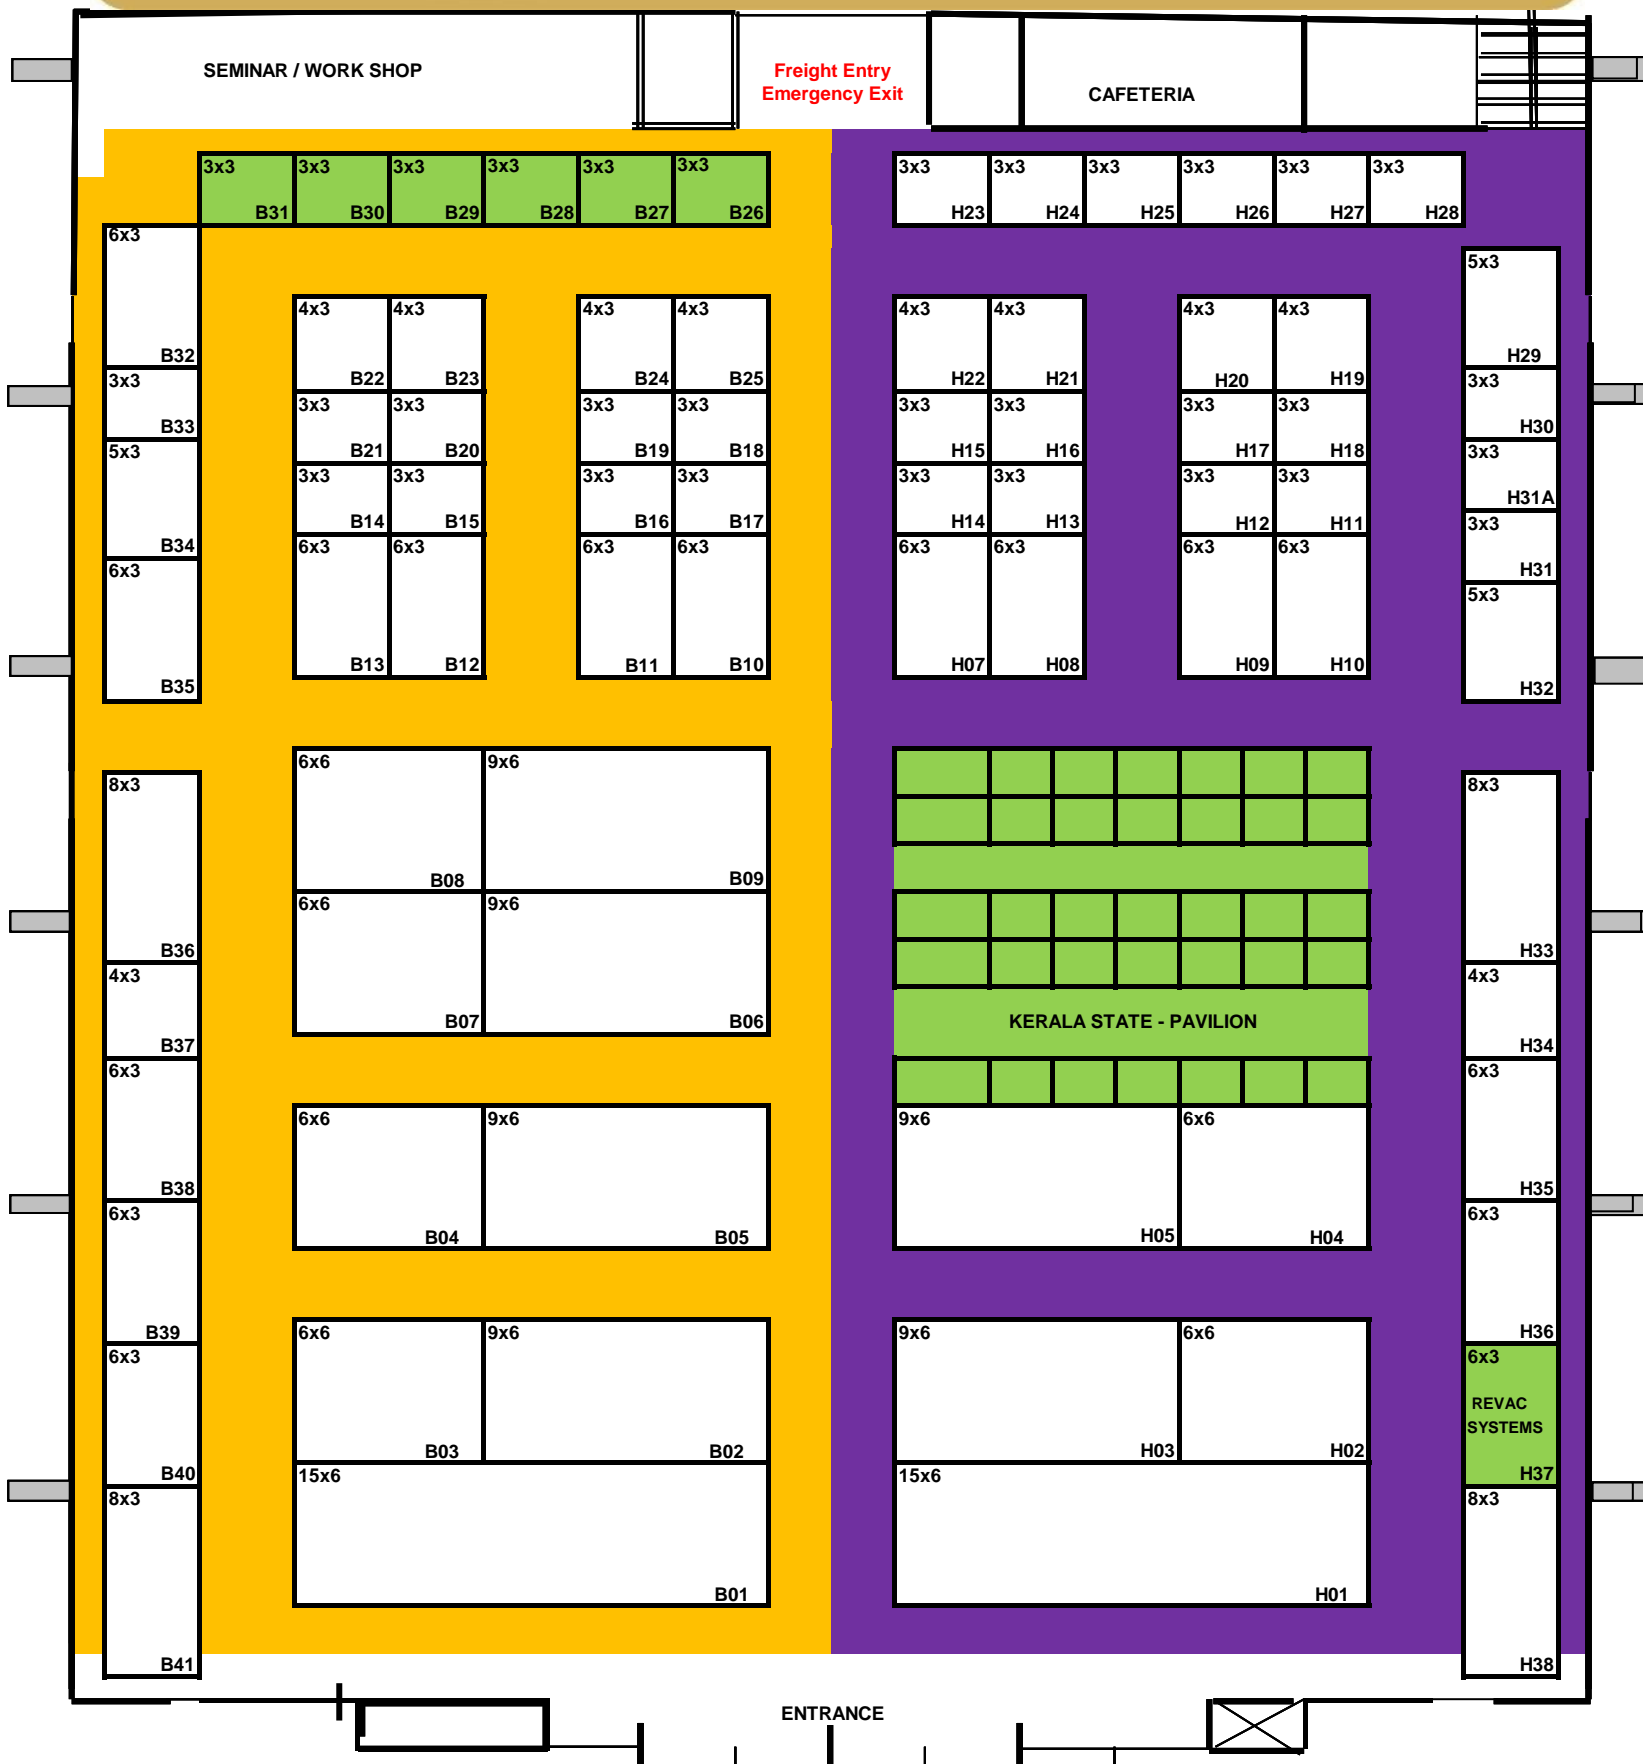 SEMINAR / WORK SHOP
Freight Entry
Emergency Exit
CAFETERIA
3x3 3x3 3x3 3x3 3x3 3x3
B31 B30 B29 B28 B27 B26
3x3 3x3 3x3 3x3 3x3 3x3
H23 H24 H25 H26 H27 H28
6x3
B32
3x3
B33
5x3
B34
6x3
B35
4x3 4x3 4x3 4x3
B22 B23 B24 B25
3x3 3x3 3x3 3x3
B21 B20 B19 B18
3x3 3x3 3x3 3x3
B14 B15 B16 B17
6x3 6x3 6x3 6x3
B13 B12 B11 B10
4x3 4x3 4x3 4x3
H22 H21 H20 H19
3x3 3x3 3x3 3x3
H15 H16 H17 H18
3x3 3x3 3x3 3x3
H14 H13 H12 H11
6x3 6x3 6x3 6x3
H07 H08 H09 H10
5x3
H29
3x3
H30
3x3
H31A
3x3
H31
5x3
H32
8x3
B36
4x3
B37
6x3
B38
6x3
B39
6x3
B40
8x3
B41
6x6 9x6
B08 B09
6x6 9x6
B07 B06
6x6 9x6
B04 B05
6x6 9x6
B03 B02
15x6
B01
KERALA STATE - PAVILION
9x6 6x6
H05 H04
9x6 6x6
H03 H02
15x6
H01
8x3
H33
4x3
H34
6x3
H35
6x3
H36
6x3
REVAC
SYSTEMS
H37
8x3
H38
ENTRANCE